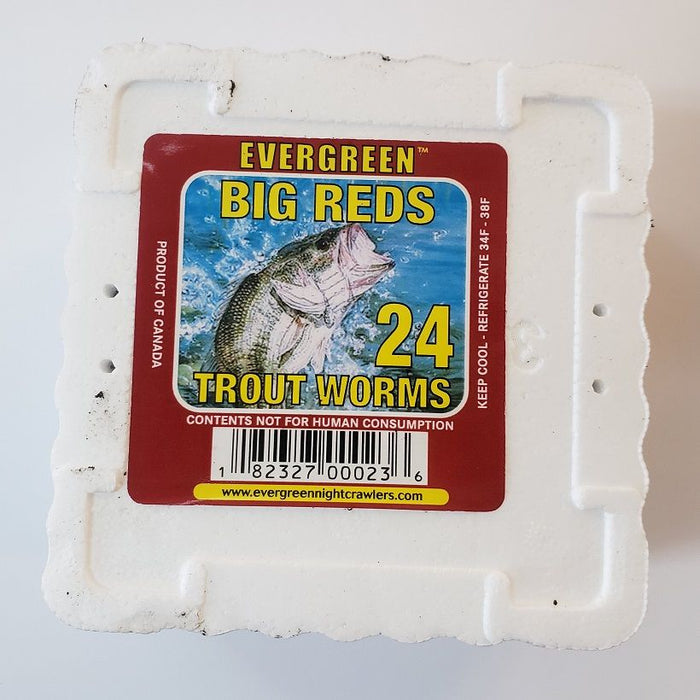 EVERGREEN™
BIG REDS
24
TROUT WORMS
PRODUCT OF CANADA
KEEP COOL - REFRIGERATE 34F - 38F
CONTENTS NOT FOR HUMAN CONSUMPTION
1 82327 00023 6
www.evergreennightcrawlers.com